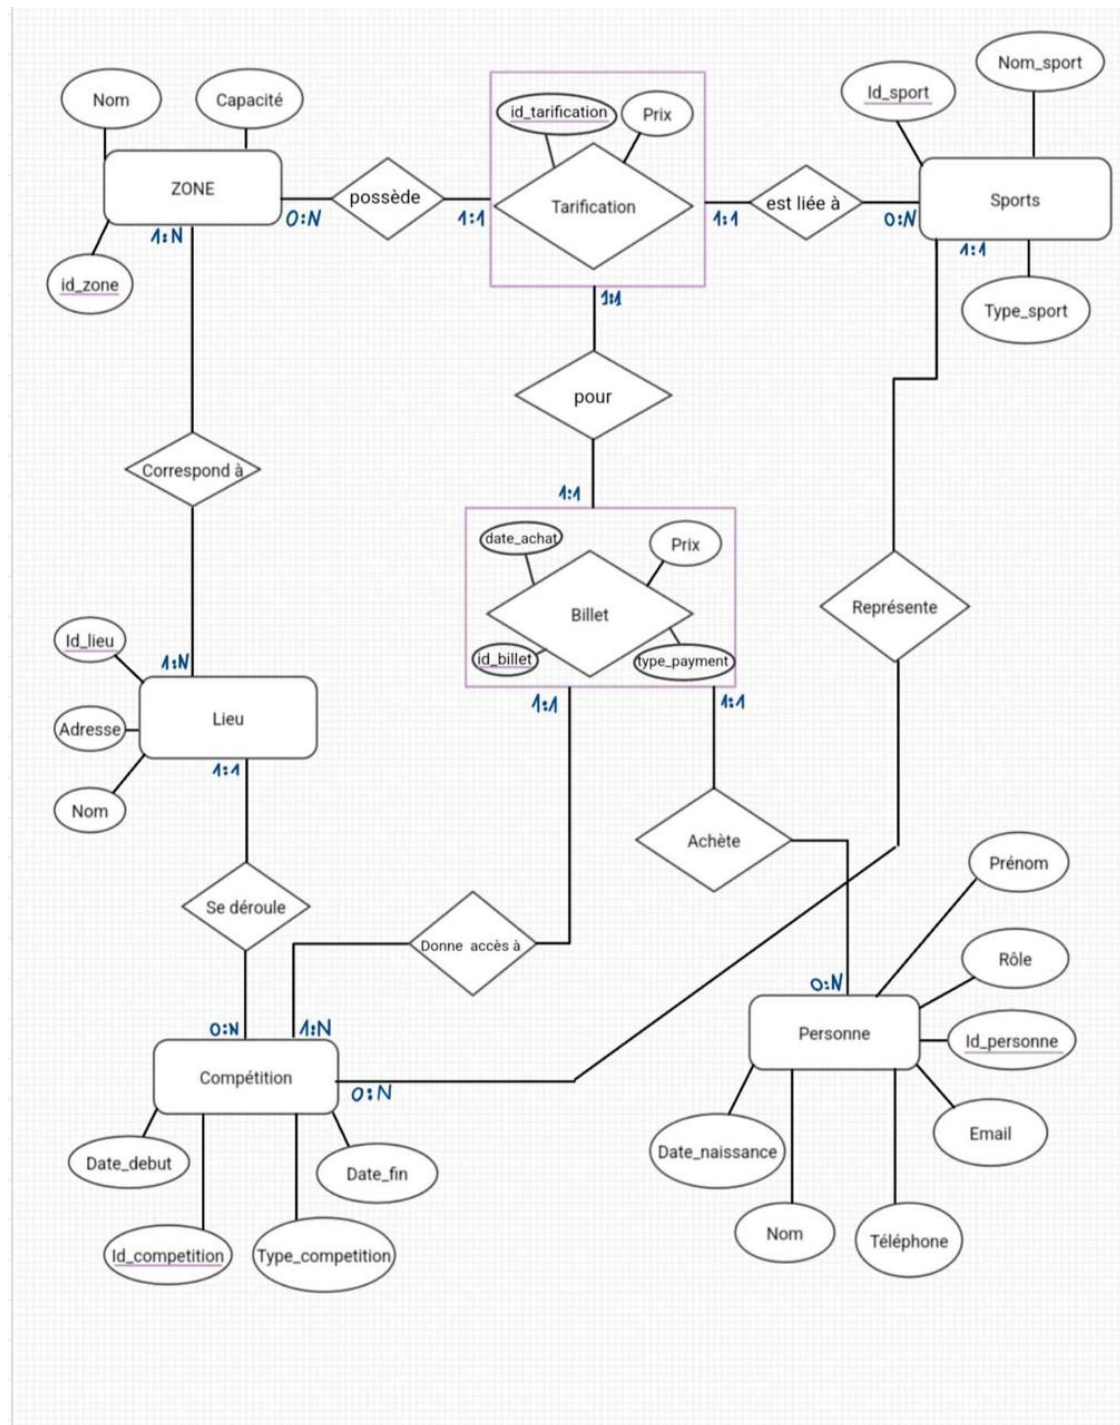 Nom_sport
Nom
Capacité
Id_sport
id_tarification
Prix
ZONE
possède
Tarification
est liée à
Sports
0:N
1:1
1:1
0:N
1:N
1:1
id_zone
1:1
Type_sport
pour
Correspond à
1:1
date_achat
Prix
Billet
Représente
Id_lieu
id_billet
type_payment
1:N
1:1
1:1
Lieu
Adresse
1:1
Nom
Achète
Prénom
Se déroule
Donne accès à
Rôle
0:N
0:N
1:N
Personne
Id_personne
Compétition
0:N
Email
Date_naissance
Date_debut
Date_fin
Nom
Téléphone
Id_competition
Type_competition